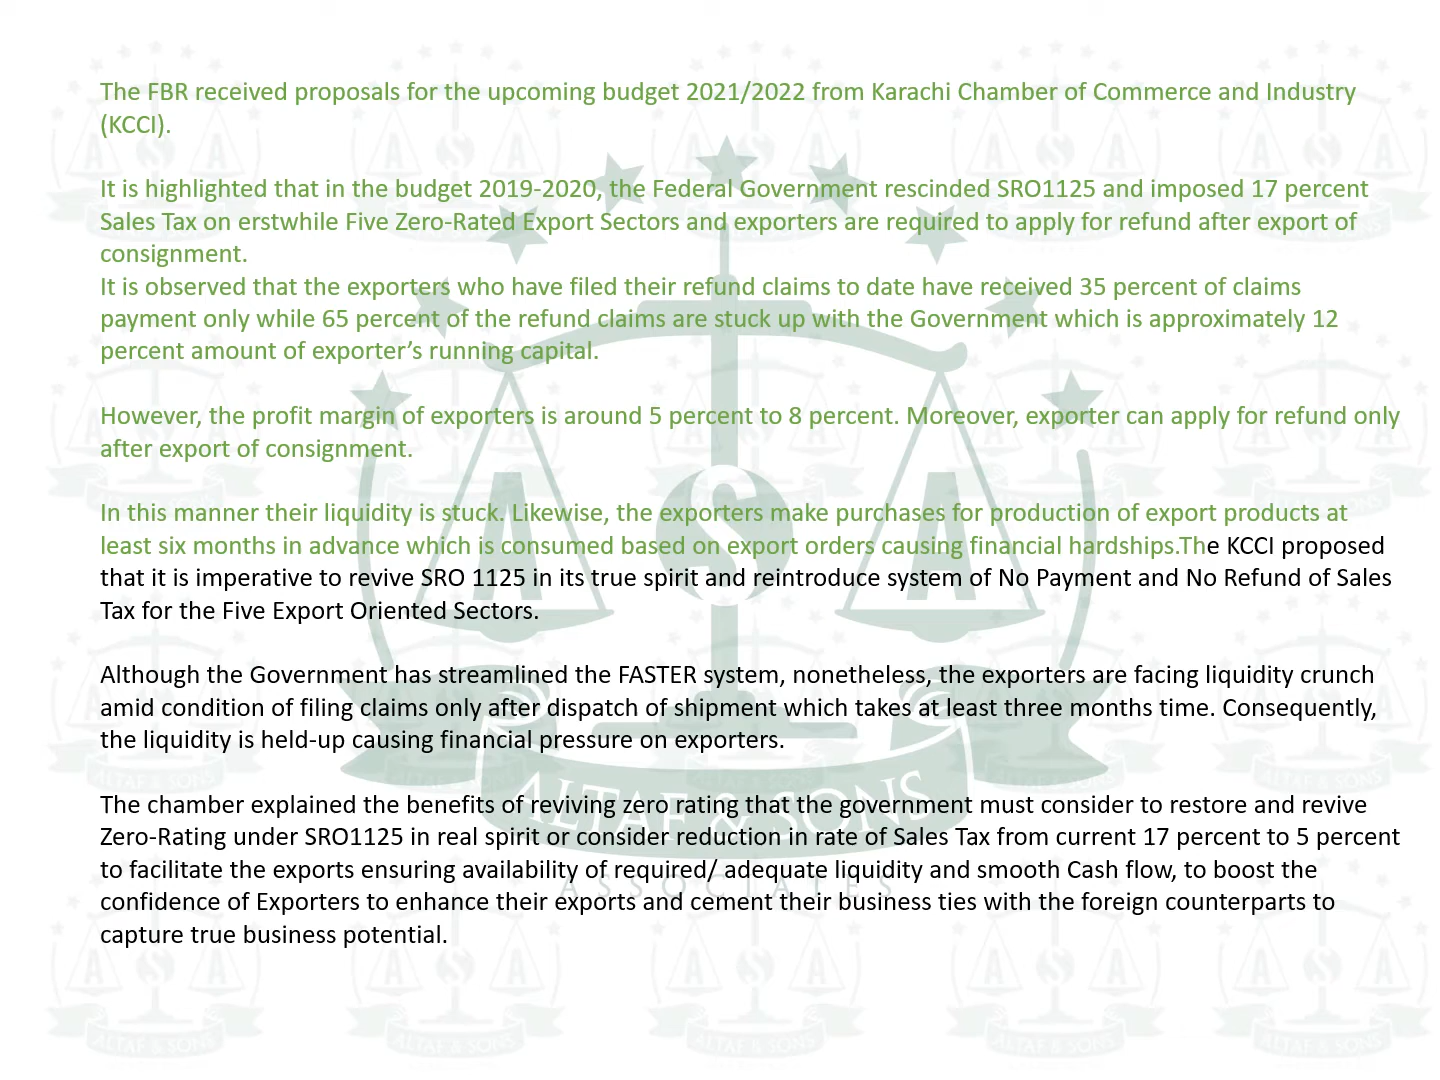 The FBR received proposals for the upcoming budget 2021/2022 from Karachi Chamber of Commerce and Industry
(KCCI).
It is highlighted that in the budget 2019-2020, the Federal Government rescinded SRO1125 and imposed 17 percent
Sales Tax on erstwhile Five Zero-Rated Export Sectors and exporters are required to apply for refund after export of
consignment.
It is observed that the exporters who have filed their refund claims to date have received 35 percent of claims
payment only while 65 percent of the refund claims are stuck up with the Government which is approximately 12
percent amount of exporter’s running capital.
However, the profit margin of exporters is around 5 percent to 8 percent. Moreover, exporter can apply for refund only
after export of consignment.
In this manner their liquidity is stuck. Likewise, the exporters make purchases for production of export products at
least six months in advance which is consumed based on export orders causing financial hardships.The KCCI proposed
that it is imperative to revive SRO 1125 in its true spirit and reintroduce system of No Payment and No Refund of Sales
Tax for the Five Export Oriented Sectors.
Although the Government has streamlined the FASTER system, nonetheless, the exporters are facing liquidity crunch
amid condition of filing claims only after dispatch of shipment which takes at least three months time. Consequently,
the liquidity is held-up causing financial pressure on exporters.
The chamber explained the benefits of reviving zero rating that the government must consider to restore and revive
Zero-Rating under SRO1125 in real spirit or consider reduction in rate of Sales Tax from current 17 percent to 5 percent
to facilitate the exports ensuring availability of required/ adequate liquidity and smooth Cash flow, to boost the
confidence of Exporters to enhance their exports and cement their business ties with the foreign counterparts to
capture true business potential.
A S A
ALTAF & SONS
ASSOCIATES